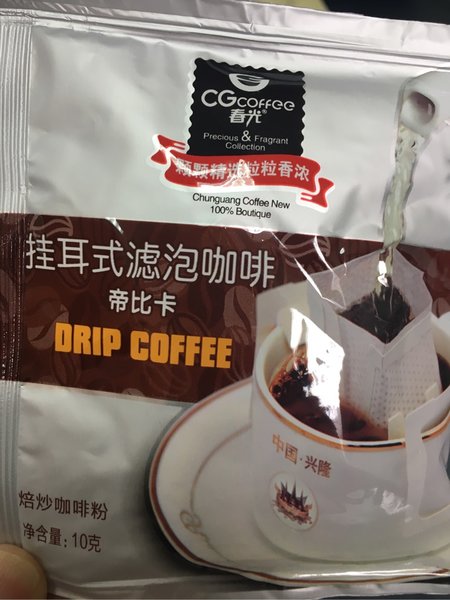 CGCOFFEE
春光®
Precious & Fragrant
Collection
颗颗精选粒粒香浓
Chunguang Coffee New
100% Boutique
挂耳式滤泡咖啡
帝比卡
DRIP COFFEE
中国·兴隆
焙炒咖啡粉
净含量:10克